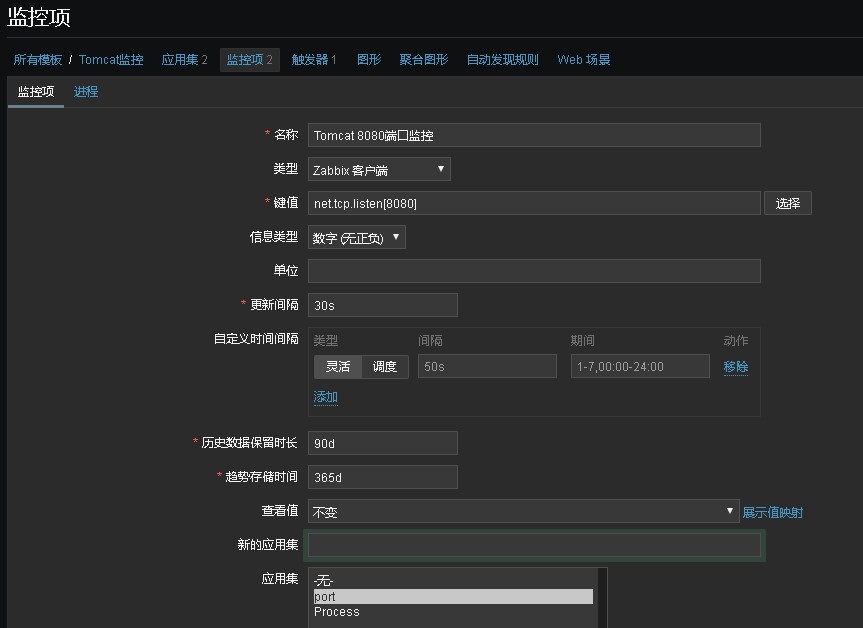 监控项
所有模板 / Tomcat监控 应用集 2 监控项 2 触发器 1 图形 聚合图形 自动发现规则 Web 场景
监控项 进程
* 名称 Tomcat 8080端口监控
类型 Zabbix 客户端
* 键值 net.tcp.listen[8080] 选择
信息类型 数字 (无正负)
单位
* 更新间隔 30s
自定义时间间隔 类型 间隔 期间 动作
灵活 调度 50s 1-7,00:00-24:00 移除
添加
* 历史数据保留时长 90d
* 趋势存储时间 365d
查看值 不变 展示值映射
新的应用集
应用集 -无-
port
Process